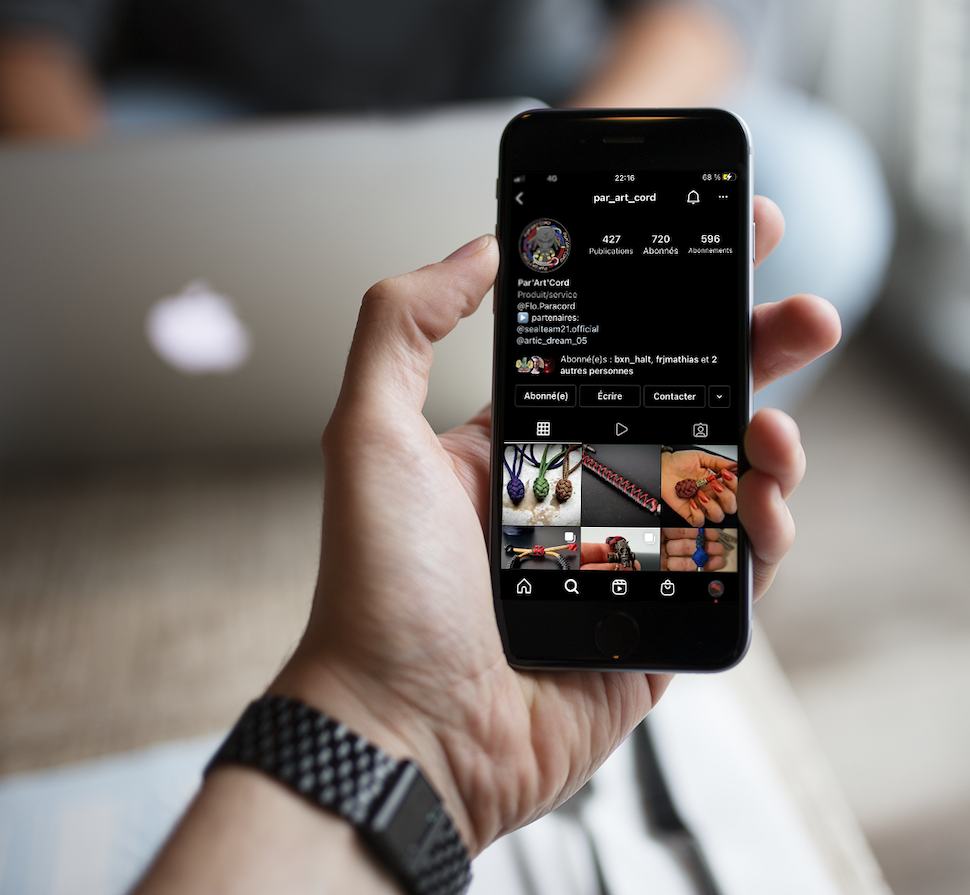 4G 22:16 68 %
par_art_cord
427 720 596
Publications Abonnés Abonnements
Par'Art'Cord
Produit/service
@Flo.Paracord
partenaires:
@sealteam21.official
@artic_dream_05
Abonné(e)s : bxn_halt, frjmathias et 2
autres personnes
Abonné(e) Écrire Contacter